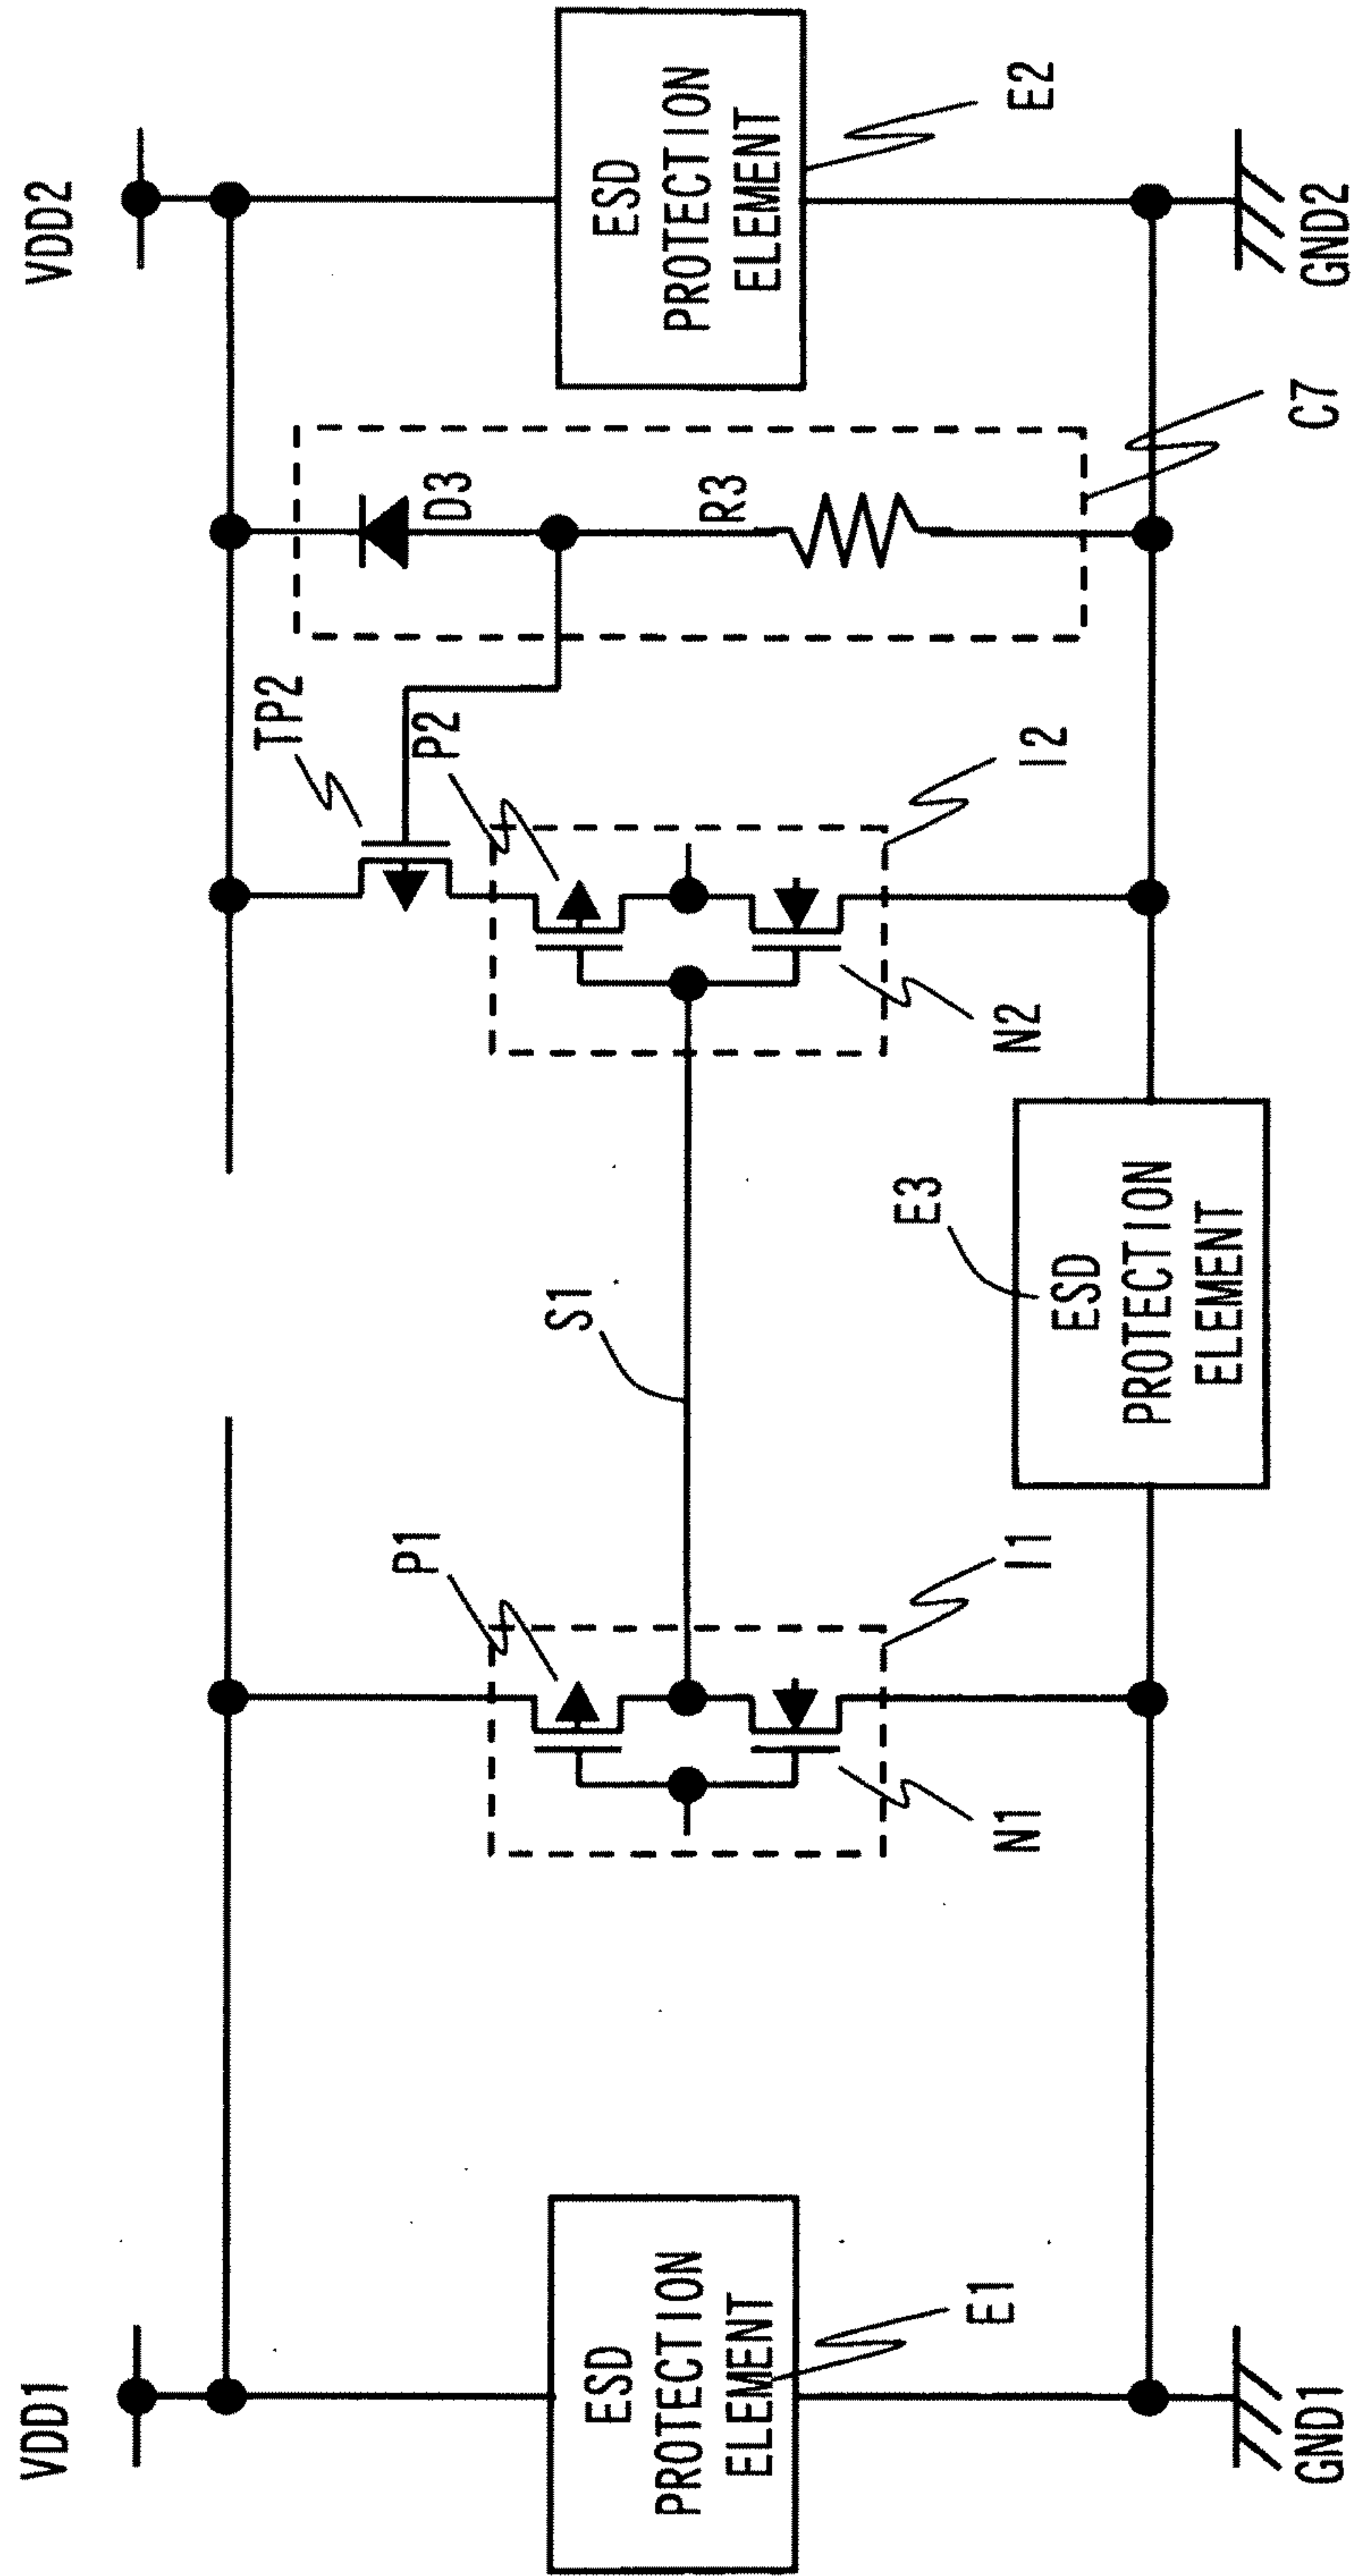 VDD1
VDD2
TP2
D3
P1
P2
R3
S1
ESD
PROTECTION
ELEMENT
E1
ESD
PROTECTION
ELEMENT
E2
N1
I1
N2
I2
E3
ESD
PROTECTION
ELEMENT
C7
GND1
GND2